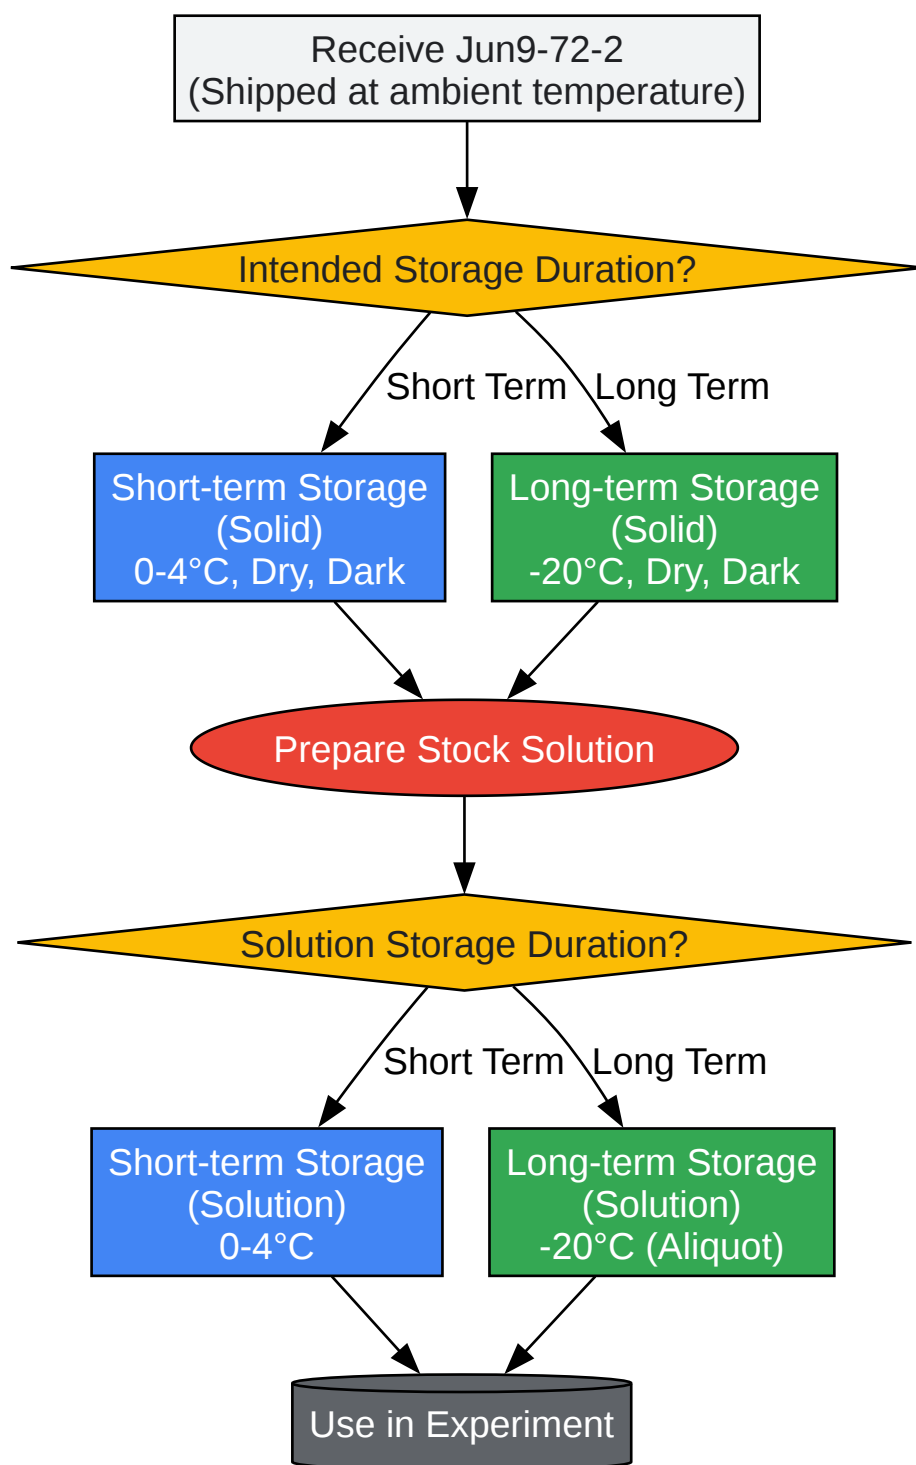 Receive Jun9-72-2
(Shipped at ambient temperature)
Intended Storage Duration?
Short Term
Long Term
Short-term Storage
(Solid)
0-4°C, Dry, Dark
Long-term Storage
(Solid)
-20°C, Dry, Dark
Prepare Stock Solution
Solution Storage Duration?
Short Term
Long Term
Short-term Storage
(Solution)
0-4°C
Long-term Storage
(Solution)
-20°C (Aliquot)
Use in Experiment